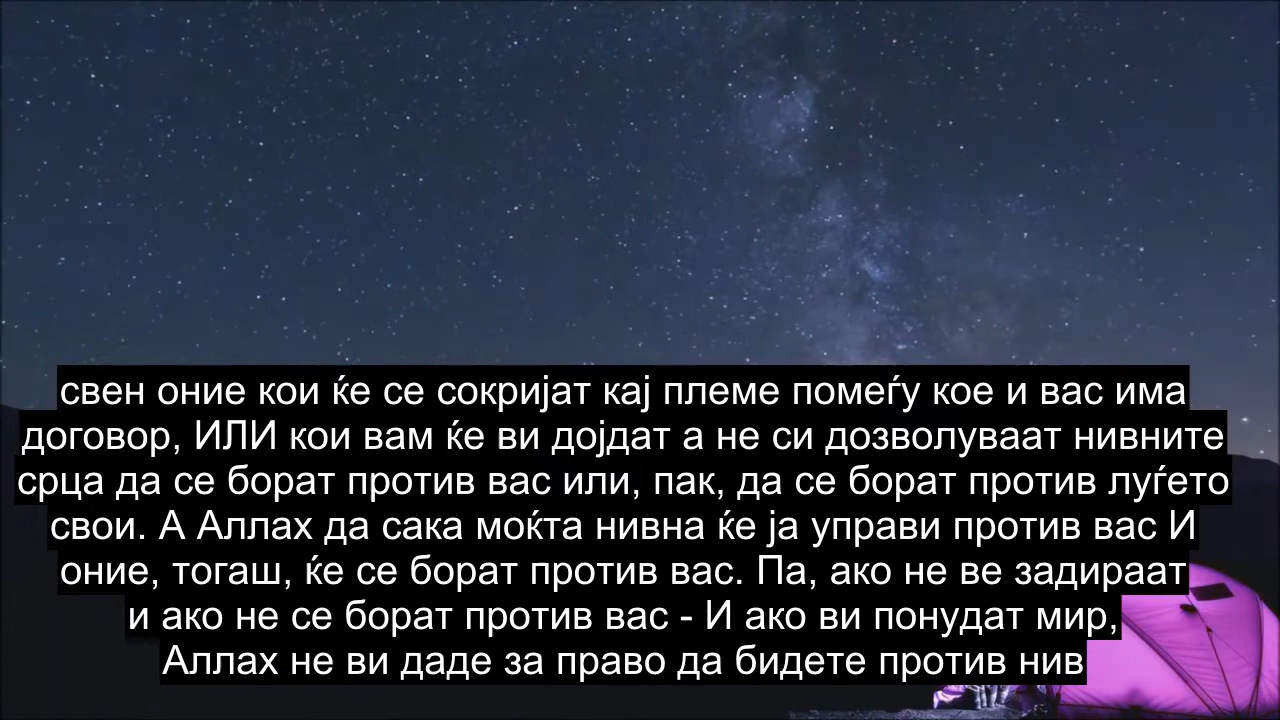 свен оние кои ќе се сокријат кај племе помеѓу кое и вас има
договор, ИЛИ кои вам ќе ви дојдат а не си дозволуваат нивните
срца да се борат против вас или, пак, да се борат против луѓето
свои. А Аллах да сака моќта нивна ќе ја управи против вас И
оние, тогаш, ќе се борат против вас. Па, ако не ве задираат
и ако не се борат против вас - И ако ви понудат мир,
Аллах не ви даде за право да бидете против нив